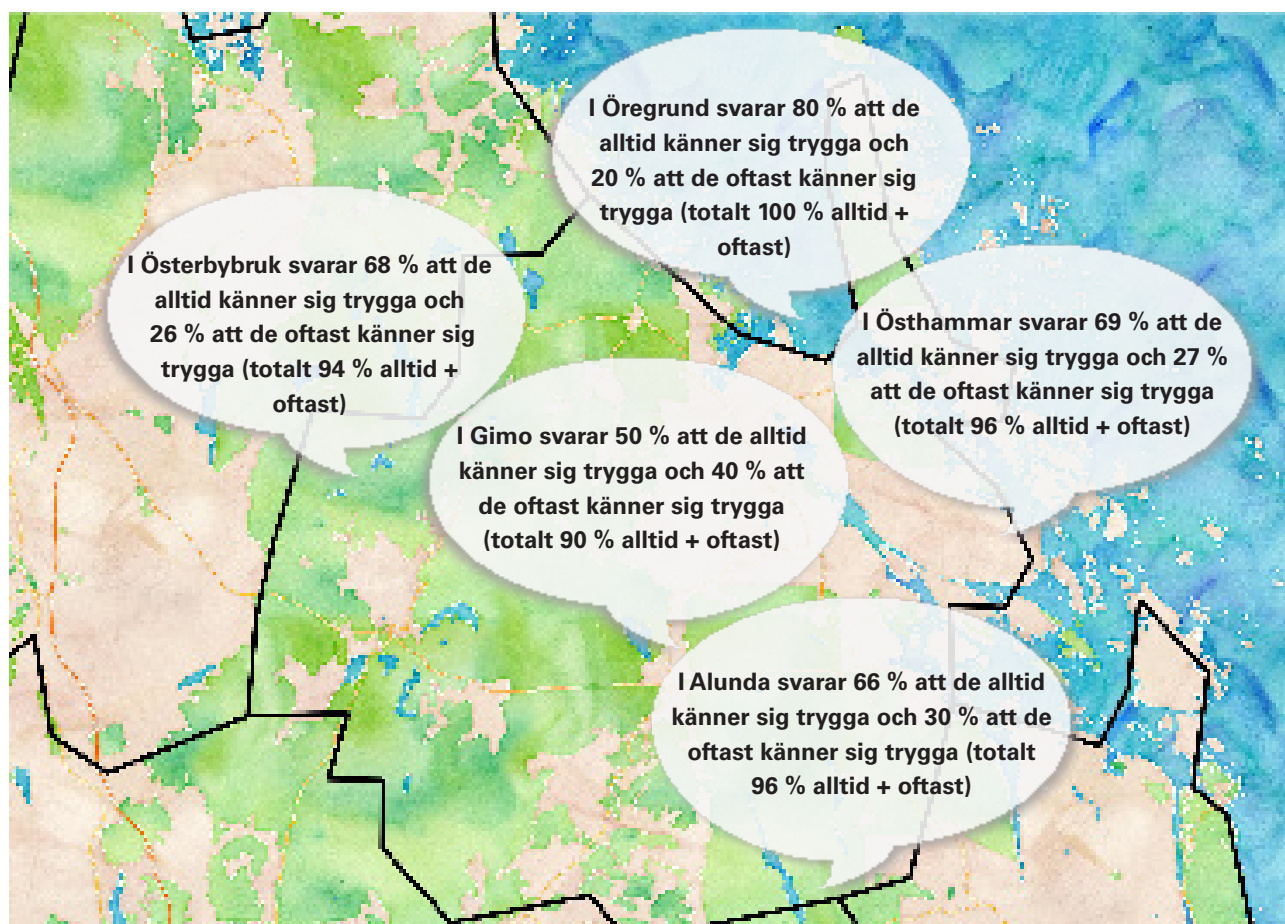 I Öregrund svarar 80 % att de
alltid känner sig trygga och
20 % att de oftast känner sig
trygga (totalt 100 % alltid +
oftast)
I Österbybruk svarar 68 % att de
alltid känner sig trygga och
26 % att de oftast känner sig
trygga (totalt 94 % alltid +
oftast)
I Östhammar svarar 69 % att de
alltid känner sig trygga och 27 %
att de oftast känner sig trygga
(totalt 96 % alltid + oftast)
I Gimo svarar 50 % att de alltid
känner sig trygga och 40 % att
de oftast känner sig trygga
(totalt 90 % alltid + oftast)
I Alunda svarar 66 % att de alltid
känner sig trygga och 30 % att de
oftast känner sig trygga (totalt
96 % alltid + oftast)